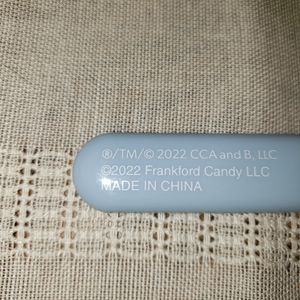 ®/TM/© 2022 CCA and B, LLC
©2022 Frankford Candy LLC
MADE IN CHINA